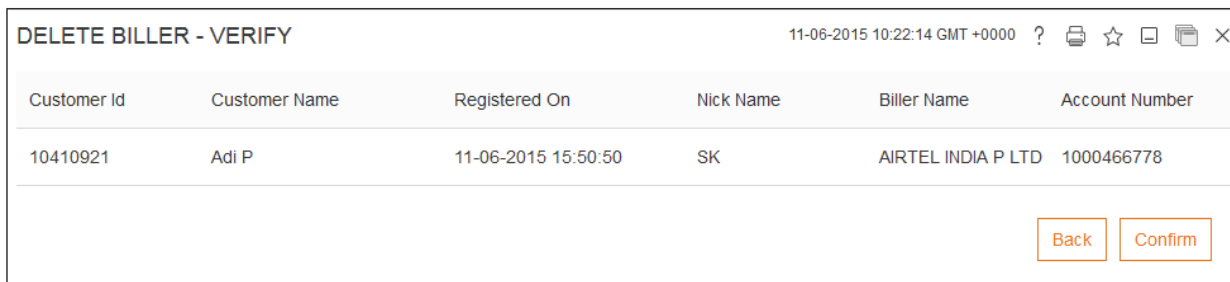 DELETE BILLER - VERIFY 11-06-2015 10:22:14 GMT +0000 ?
Customer Id Customer Name Registered On Nick Name Biller Name Account Number
10410921 Adi P 11-06-2015 15:50:50 SK AIRTEL INDIA P LTD 1000466778
Back Confirm